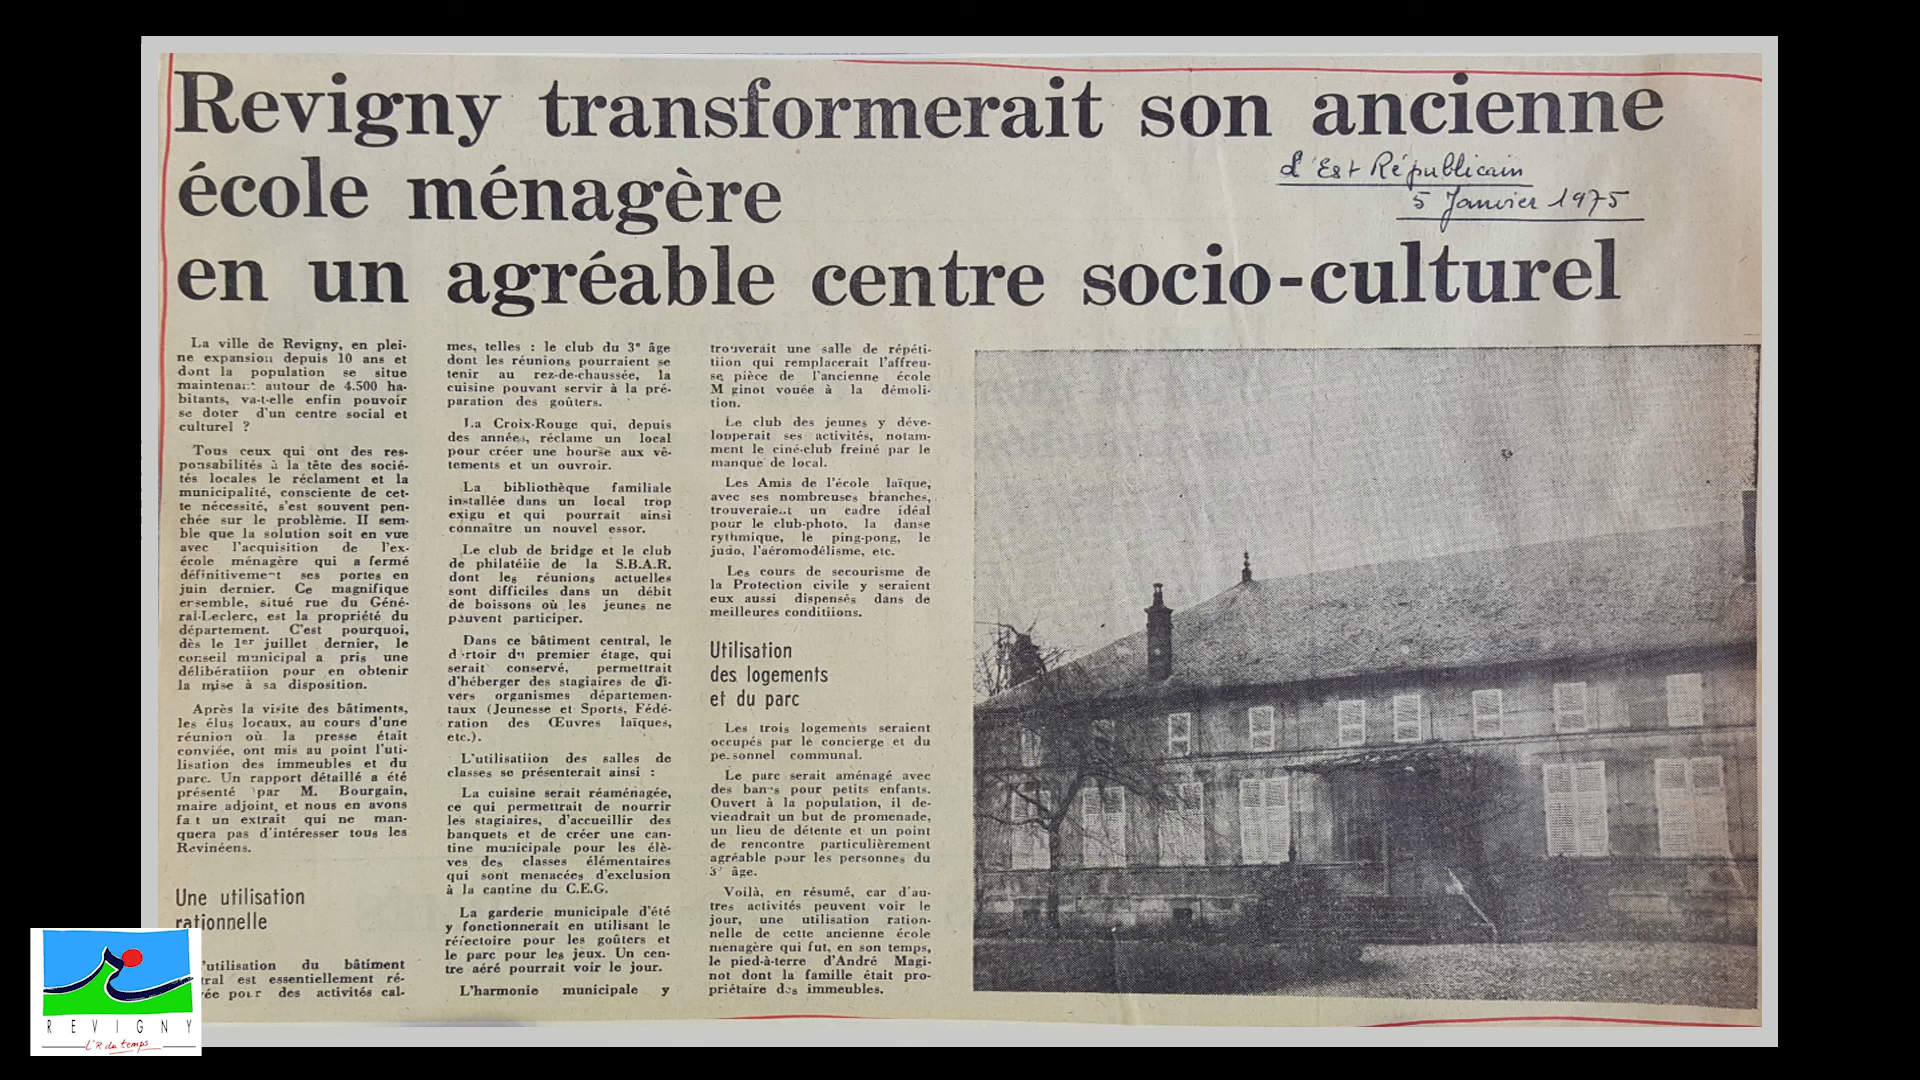 Revigny transformerait son ancienne
école ménagère
en un agréable centre socio-culturel
L'Est Républicain
5 Janvier 1975
La ville de Revigny, en plei-
ne expansion depuis 10 ans et
dont la population se situe
maintenant autour de 4.500 ha-
bitants, va-t-elle enfin pouvoir
se doter d'un centre social et
culturel ?
Tous ceux qui ont des res-
ponsabilités à la tête des socié-
tés locales le réclament et la
municipalité, consciente de cet-
te nécessité, s'est souvent pen-
chée sur le problème. Il sem-
ble que la solution soit en vue
avec l'acquisition de l'ex-
école ménagère qui a fermé
définitivement ses portes en
juin dernier. Ce magnifique
ensemble, situé rue du Géné-
ral-Leclerc, est la propriété du
département. C'est pourquoi,
dès le 1er juillet dernier, le
conseil municipal a pris une
délibératiion pour en obtenir
la mise à sa disposition.
Après la visite des bâtiments,
les élus locaux, au cours d'une
réunion où la presse était
conviée, ont mis au point l'uti-
lisation des immeubles et du
parc. Un rapport détaillé a été
présenté par M. Bourgain,
maire adjoint, et nous en avons
fait un extrait qui ne man-
quera pas d'intéresser tous les
Revinéens.
Une utilisation
rationnelle
l'utilisation du bâtiment
tral est essentiellement ré-
vée pour des activités cal-
mes, telles : le club du 3e âge
dont les réunions pourraient se
tenir au rez-de-chaussée, la
cuisine pouvant servir à la pré-
paration des goûters.
La Croix-Rouge qui, depuis
des années, réclame un local
pour créer une bourse aux vê-
tements et un ouvroir.
La bibliothèque familiale
installée dans un local trop
exigu et qui pourrait ainsi
connaître un nouvel essor.
Le club de bridge et le club
de philatélie de la S.B.A.R.
dont les réunions actuelles
sont difficiles dans un débit
de boissons où les jeunes ne
peuvent participer.
Dans ce bâtiment central, le
dortoir du premier étage, qui
serait conservé, permettrait
d'héberger des stagiaires de di-
vers organismes départemen-
taux (Jeunesse et Sports, Fédé-
ration des Œuvres laïques,
etc.).
L'utilisatiion des salles de
classes se présenterait ainsi :
La cuisine serait réaménagée,
ce qui permettrait de nourrir
les stagiaires, d'accueillir des
banquets et de créer une can-
tine municipale pour les élè-
ves des classes élémentaires
qui sont menacées d'exclusion
à la cantine du C.E.G.
La garderie municipale d'été
y fonctionnerait en utilisant le
réfectoire pour les goûters et
le parc pour les jeux. Un cen-
tre aéré pourrait voir le jour.
L'harmonie municipale y
trouverait une salle de répéti-
tiion qui remplacerait l'affreu-
se pièce de l'ancienne école
Maginot vouée à la démoli-
tion.
Le club des jeunes y déve-
lopperait ses activités, notam-
ment le ciné-club freiné par le
manque de local.
Les Amis de l'école laïque,
avec ses nombreuses branches,
trouveraient un cadre idéal
pour le club-photo, la danse
rythmique, le ping-pong, le
judo, l'aéromodélisme, etc.
Les cours de secourisme de
la Protection civile y seraient
eux aussi dispensés dans de
meilleures conditiions.
Utilisation
des logements
et du parc
Les trois logements seraient
occupés par le concierge et du
personnel communal.
Le parc serait aménagé avec
des bancs pour petits enfants.
Ouvert à la population, il de-
viendrait un but de promenade,
un lieu de détente et un point
de rencontre particulièrement
agréable pour les personnes du
3e âge.
Voilà, en résumé, car d'au-
tres activités peuvent voir le
jour, une utilisation ration-
nelle de cette ancienne école
menagère qui fut, en son temps,
le pied-à-terre d'André Magi-
not dont la famille était pro-
priétaire des immeubles.
REVIGNY
L'R du temps